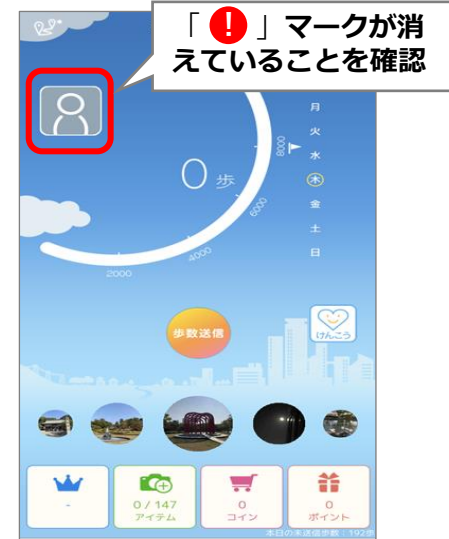 「 ! 」マークが消
えていることを確認
月
火
水
木
金
土
日
8000
0 歩
6000
4000
2000
歩数送信
けんこう
-
0 / 147
アイテム
0
コイン
0
ポイント
本日の未送信歩数：192歩